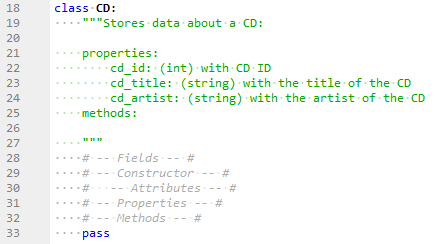 18 class CD:
19     """Stores data about a CD:
20
21     properties:
22         cd_id: (int) with CD ID
23         cd_title: (string) with the title of the CD
24         cd_artist: (string) with the artist of the CD
25     methods:
26
27     """
28     # -- Fields -- #
29     # -- Constructor -- #
30         # -- Attributes -- #
31     # -- Properties -- #
32     # -- Methods -- #
33     pass